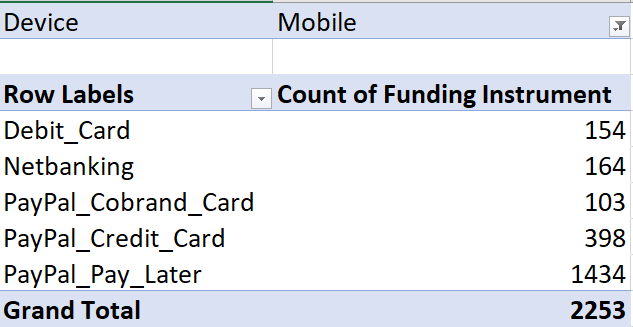 Device Mobile
Row Labels Count of Funding Instrument
Debit_Card 154
Netbanking 164
PayPal_Cobrand_Card 103
PayPal_Credit_Card 398
PayPal_Pay_Later 1434
Grand Total 2253